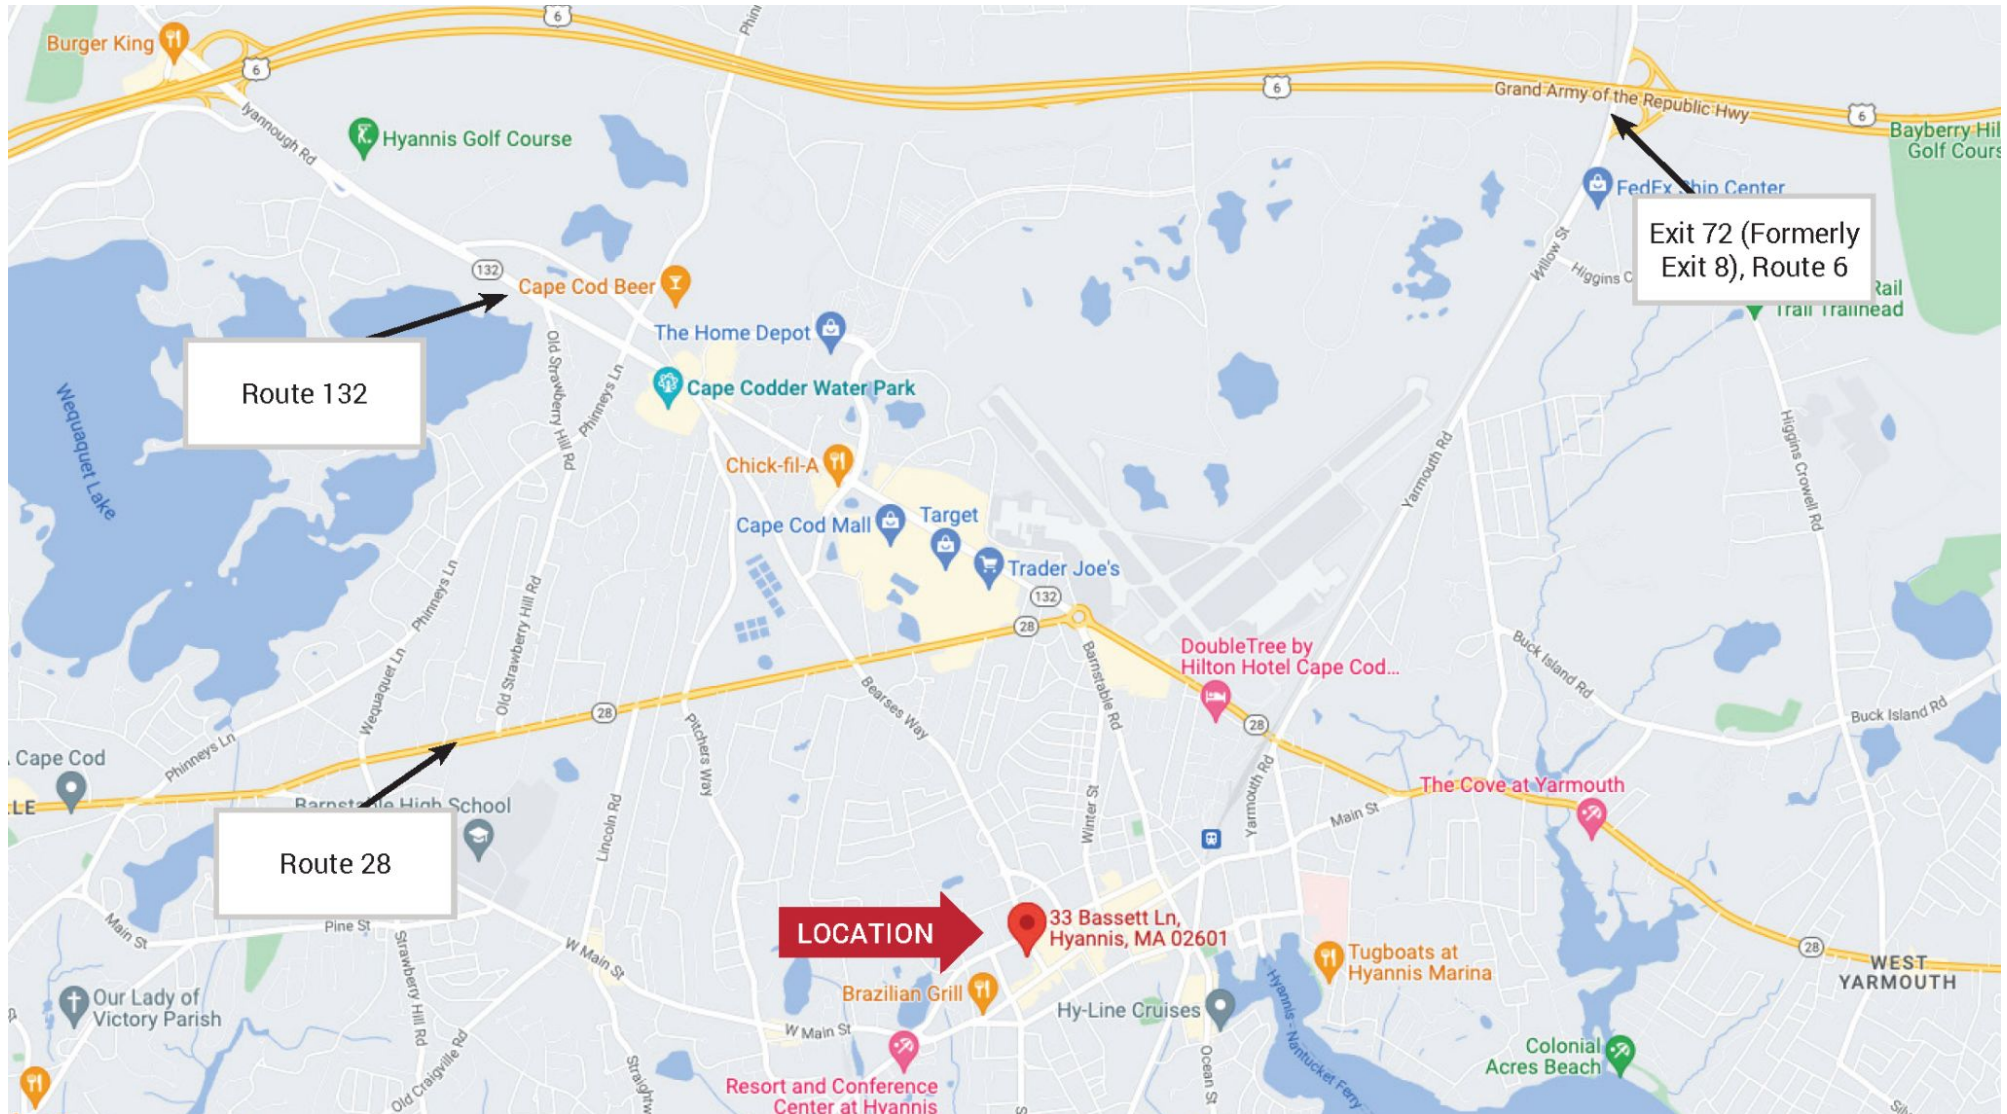 6
Phin
Burger King
6
6
Grand Army of the Republic Hwy
6
Iyannough Rd
Hyannis Golf Course
Bayberry Hil
Golf Cours
FedEx Ship Center
Exit 72 (Formerly
Exit 8), Route 6
Willow St
Higgins C
Rail
Trail Trailhead
132
Cape Cod Beer
The Home Depot
Route 132
Old Strawberry Hill Rd
Phinneys Ln
Cape Codder Water Park
Wequaquet Lake
Chick-fil-A
Yarmouth Rd
Higgins Crowell Rd
Cape Cod Mall
Target
Trader Joe's
132
28
Phinneys Ln
Old Strawberry Hill Rd
Wequaquet Ln
Buck Island Rd
DoubleTree by
Hilton Hotel Cape Cod...
Barnstable Rd
Bearses Way
28
28
Pitchers Way
Buck Island Rd
Phinneys Ln
Cape Cod
LLE
The Cove at Yarmouth
Yarmouth Rd
Main St
Winter St
Lincoln Rd
Barnstable High School
Route 28
LOCATION
33 Bassett Ln,
Hyannis, MA 02601
Main St
Pine St
Strawberry Hill Rd
W Main St
28
WEST
YARMOUTH
Tugboats at
Hyannis Marina
Brazilian Grill
Hy-Line Cruises
Our Lady of
Victory Parish
W Main St
Hyannis - Nantucket Ferry
Colonial
Acres Beach
Old Craigville Rd
Straightw
Resort and Conference
Center at Hyannis
Ocean St
S
Silv